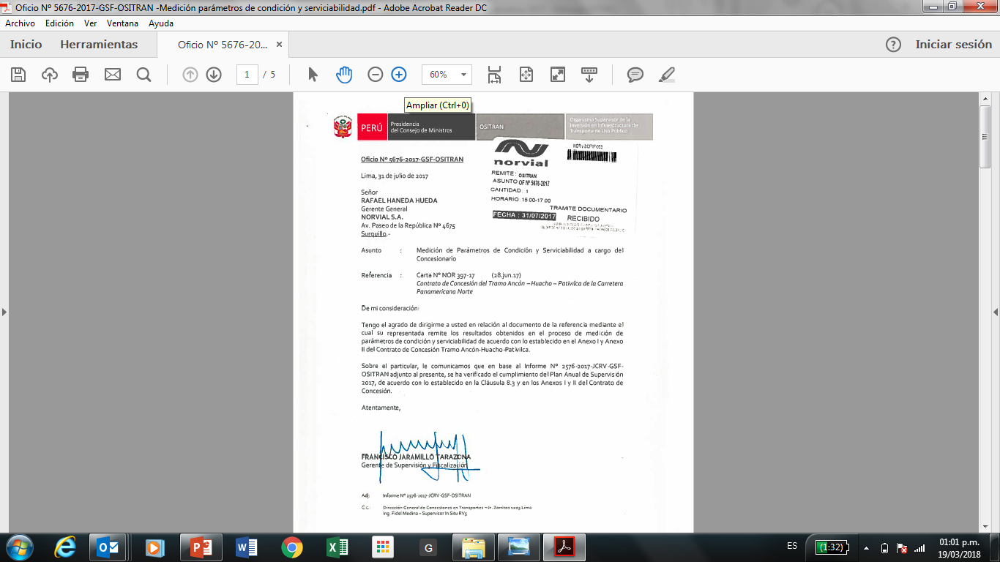 Oficio Nº 5676-2017-GSF-OSITRAN -Medición parámetros de condición y serviciabilidad.pdf - Adobe Acrobat Reader DC
Archivo Edición Ver Ventana Ayuda
Inicio Herramientas Oficio Nº 5676-20... × ? Iniciar sesión
1 / 5 60%
Ampliar (Ctrl+0)
PERÚ
Presidencia
del Consejo de Ministros
OSITRAN
Organismo Supervisor de la
Inversión en Infraestructura de
Transporte de Uso Público
norvial
REMITE : OSITRAN
ASUNTO OF Nº 5676-2017
CANTIDAD: 1
HORARIO: 15:00-17:00
TRAMITE DOCUMENTARIO
FECHA : 31/07/2017
RECIBIDO
Oficio Nº 5676-2017-GSF-OSITRAN
Lima, 31 de julio de 2017
Señor
RAFAEL HANEDA HUEDA
Gerente General
NORVIAL S.A.
Av. Paseo de la República Nº 4675
Surquillo.-
Asunto : Medición de Parámetros de Condición y Serviciabilidad a cargo del
Concesionario
Referencia : Carta Nº NOR 397-17 (28.jun.17)
Contrato de Concesión del Tramo Ancón – Huacho – Pativilca de la Carretera
Panamericana Norte
De mi consideración:
Tengo el agrado de dirigirme a usted en relación al documento de la referencia mediante el
cual su representada remite los resultados obtenidos en el proceso de medición de
parámetros de condición y serviciabilidad de acuerdo con lo establecido en el Anexo I y Anexo
II del Contrato de Concesión Tramo Ancón-Huacho-Pativilca.
Sobre el particular, le comunicamos que en base al Informe Nº 2576-2017-JCRV-GSF-
OSITRAN adjunto al presente, se ha verificado el cumplimiento del Plan Anual de Supervisión
2017, de acuerdo con lo establecido en la Cláusula 8.3 y en los Anexos I y II del Contrato de
Concesión.
Atentamente,
FRANCISCO JARAMILLO TARAZONA
Gerente de Supervisión y Fiscalización
Adj: Informe Nº 2576-2017-JCRV-GSF-OSITRAN
C.c.: Dirección General de Concesiones en Transportes – Jr. Zorritos 1203 Lima
Ing. Fidel Medina – Supervisor In Situ RV5
ES (1:32) 01:01 p.m.
19/03/2018